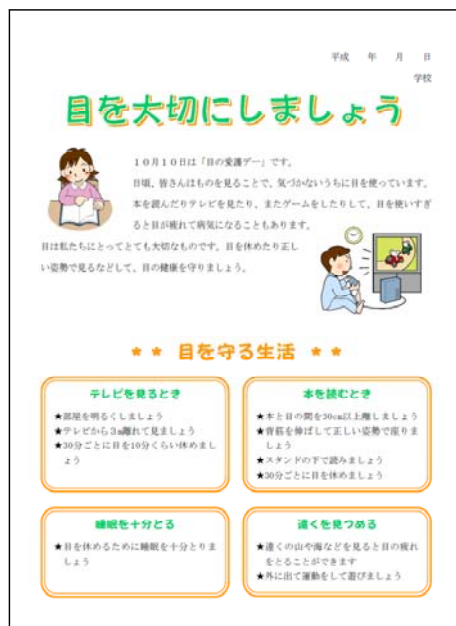 平成　年　月　日
学校
目を大切にしましょう
１０月１０日は「目の愛護デー」です。
日頃、皆さんはものを見ることで、気づかないうちに目を使っています。
本を読んだりテレビを見たり、またゲームをしたりして、目を使いすぎ
ると目が疲れて病気になることもあります。
目は私たちにとってとても大切なものです。目を休めたり正し
い姿勢で見るなどして、目の健康を守りましょう。
＊＊ 目を守る生活 ＊＊
テレビを見るとき
★部屋を明るくしましょう
★テレビから3m離れて見ましょう
★30分ごとに目を10分くらい休めまし
ょう
本を読むとき
★本と目の間を30cm以上離しましょう
★背筋を伸ばして正しい姿勢で座りま
しょう
★スタンドの下で読みましょう
★30分ごとに目を休めましょう
睡眠を十分とる
★目を休めるために睡眠を十分とりま
しょう
遠くを見つめる
★遠くの山や海などを見ると目の疲れ
をとることができます
★外に出て運動をして遊びましょう